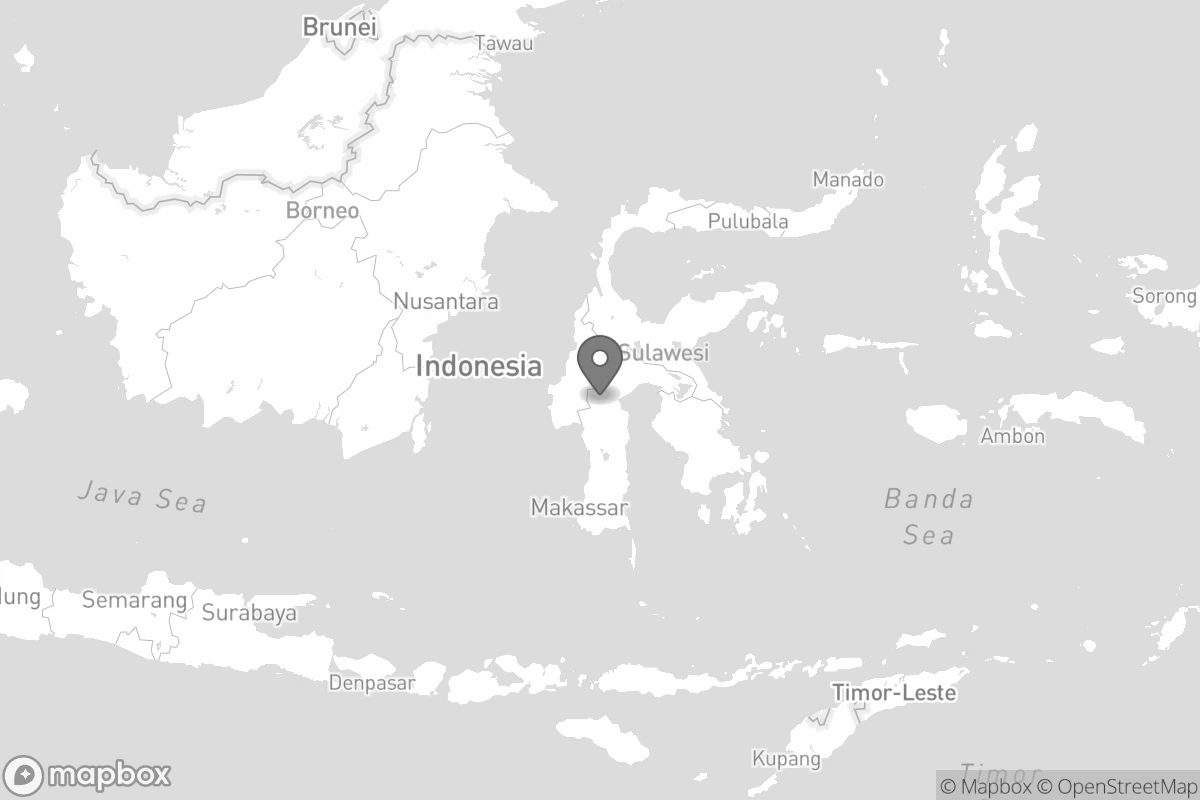 Brunei
Tawau
Manado
Borneo
Pulubala
Nusantara
Sorong
Sulawesi
Indonesia
Ambon
Java Sea
Makassar
Banda
Sea
dung
Semarang
Surabaya
Denpasar
Timor-Leste
Kupang
Timor
mapbox
© Mapbox © OpenStreetMap